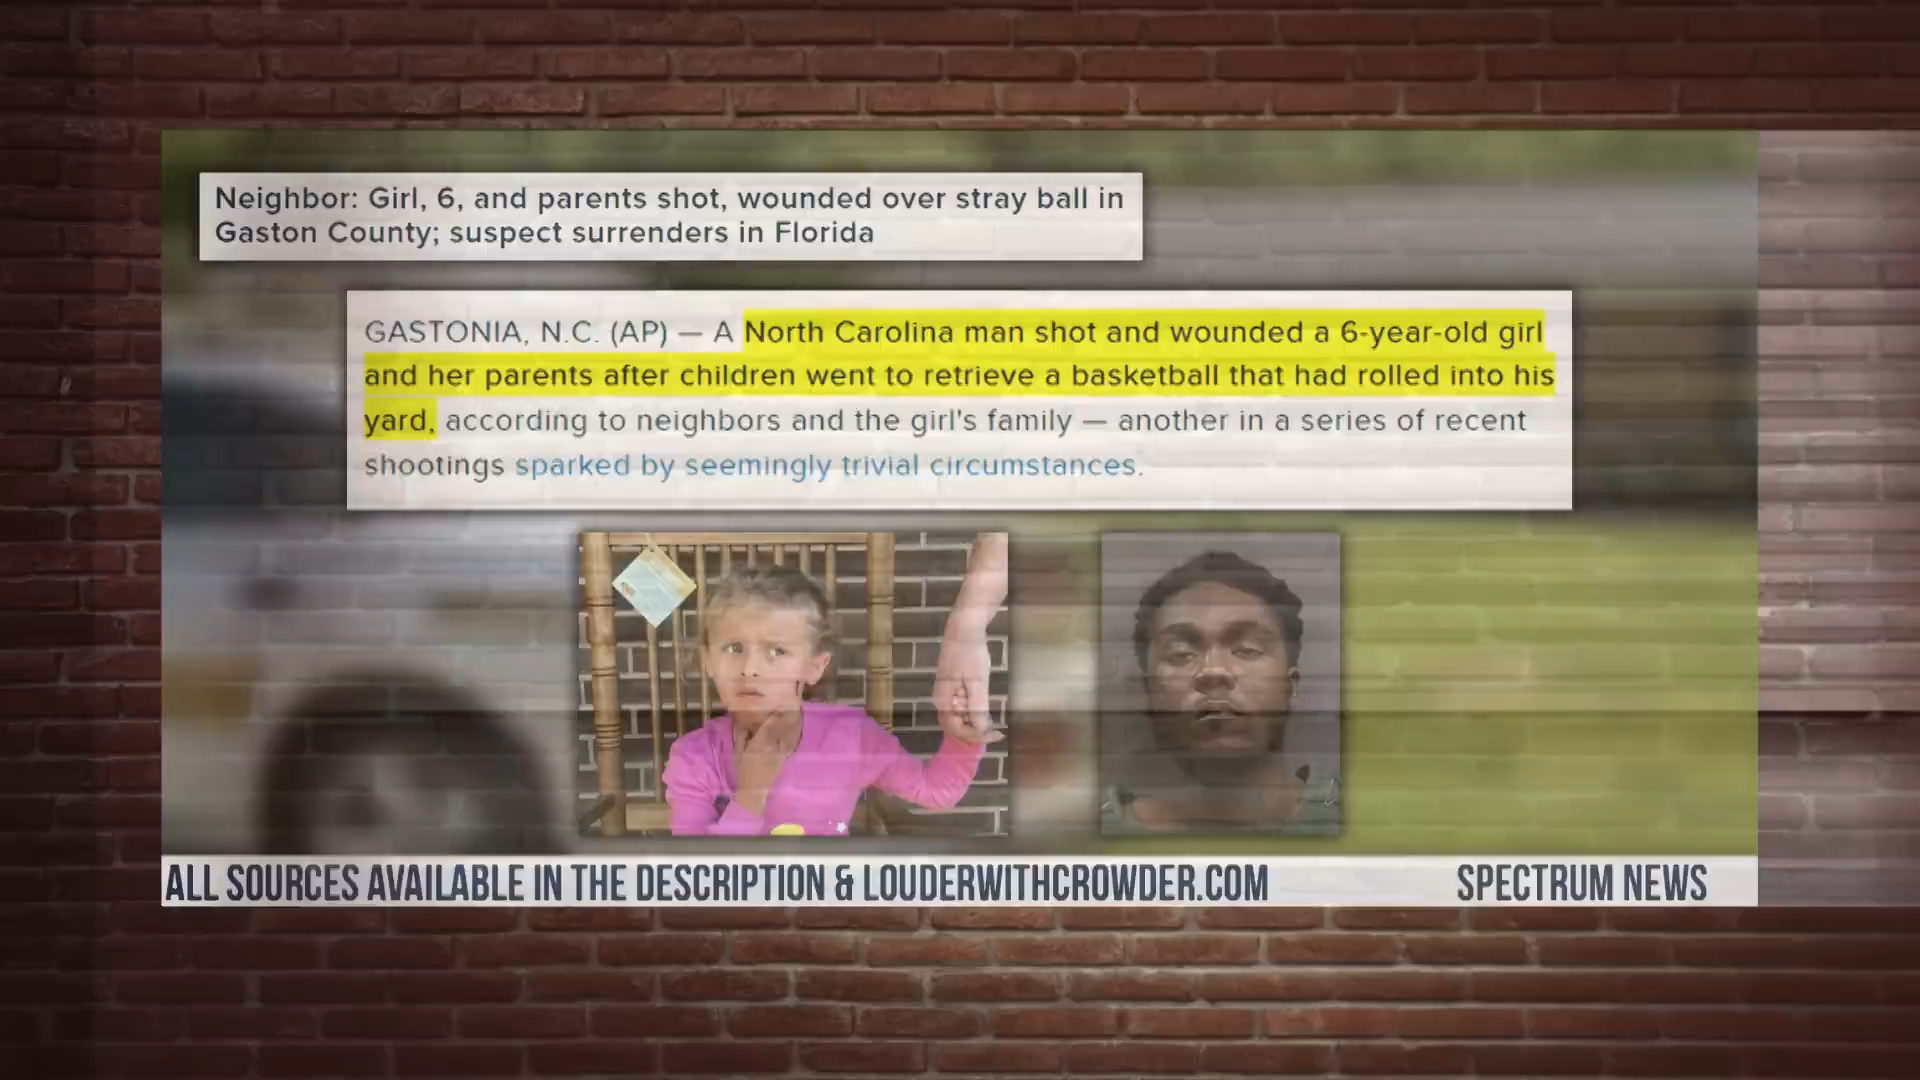 Neighbor: Girl, 6, and parents shot, wounded over stray ball in
Gaston County; suspect surrenders in Florida
GASTONIA, N.C. (AP) — A North Carolina man shot and wounded a 6-year-old girl
and her parents after children went to retrieve a basketball that had rolled into his
yard, according to neighbors and the girl's family — another in a series of recent
shootings sparked by seemingly trivial circumstances.
ALL SOURCES AVAILABLE IN THE DESCRIPTION & LOUDERWITHCROWDER.COM
SPECTRUM NEWS